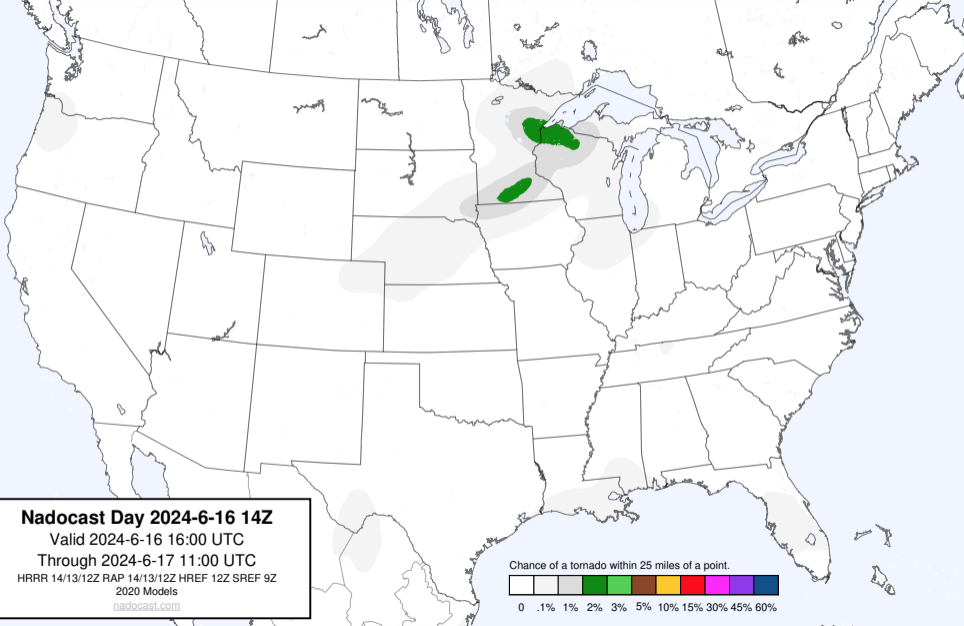 Nadocast Day 2024-6-16 14Z
Valid 2024-6-16 16:00 UTC
Through 2024-6-17 11:00 UTC
HRRR 14/13/12Z RAP 14/13/12Z HREF 12Z SREF 9Z
2020 Models
nadocast.com
Chance of a tornado within 25 miles of a point.
0 .1% 1% 2% 3% 5% 10% 15% 30% 45% 60%